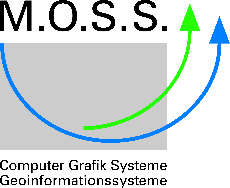 M.O.S.S.
Computer Grafik Systeme
Geoinformationssysteme